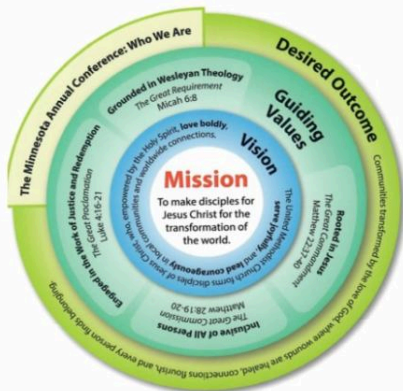 The Minnesota Annual Conference: Who We Are
Desired Outcome
Communities transformed by the love of God, where wounds are healed, connections flourish, and every person finds belonging.
Guiding Values
Grounded in Wesleyan Theology
The Great Requirement
Micah 6:8
Rooted in Jesus
The Great Commandment
Matthew 22:37-40
Inclusive of All Persons
The Great Commission
Matthew 28:19-20
Engaged in the Work of Justice and Redemption
The Great Proclamation
Luke 4:16-21
Vision
The United Methodist Church forms disciples of Jesus Christ, who, empowered by the Holy Spirit, love boldly,
serve joyfully and lead courageously in local communities and worldwide connections.
Mission
To make disciples for
Jesus Christ for the
transformation of
the world.